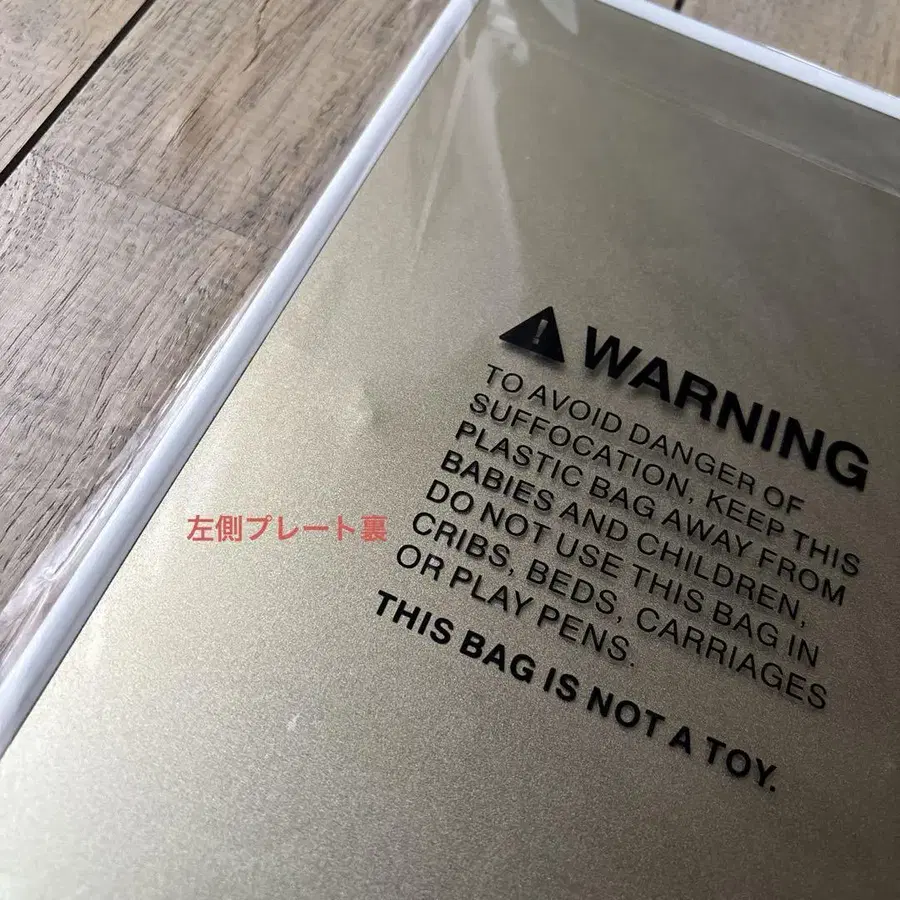 WARNING
TO AVOID DANGER OF
SUFFOCATION, KEEP THIS
PLASTIC BAG AWAY FROM
BABIES AND CHILDREN,
DO NOT USE THIS BAG IN
CRIBS, BEDS, CARRIAGES
OR PLAY PENS.
THIS BAG IS NOT A TOY.
左側プレート裏